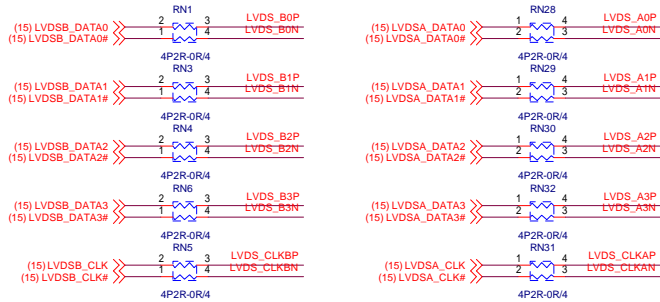 RN1
(15) LVDSB_DATA0 2 3 LVDS_B0P
(15) LVDSB_DATA0# 1 4 LVDS_B0N
4P2R-0R/4
RN3
(15) LVDSB_DATA1 2 3 LVDS_B1P
(15) LVDSB_DATA1# 1 4 LVDS_B1N
4P2R-0R/4
RN4
(15) LVDSB_DATA2 2 3 LVDS_B2P
(15) LVDSB_DATA2# 1 4 LVDS_B2N
4P2R-0R/4
RN6
(15) LVDSB_DATA3 2 3 LVDS_B3P
(15) LVDSB_DATA3# 1 4 LVDS_B3N
4P2R-0R/4
RN5
(15) LVDSB_CLK 2 3 LVDS_CLKBP
(15) LVDSB_CLK# 1 4 LVDS_CLKBN
4P2R-0R/4
RN28
(15) LVDSA_DATA0 1 4 LVDS_A0P
(15) LVDSA_DATA0# 2 3 LVDS_A0N
4P2R-0R/4
RN29
(15) LVDSA_DATA1 1 4 LVDS_A1P
(15) LVDSA_DATA1# 2 3 LVDS_A1N
4P2R-0R/4
RN30
(15) LVDSA_DATA2 1 4 LVDS_A2P
(15) LVDSA_DATA2# 2 3 LVDS_A2N
4P2R-0R/4
RN32
(15) LVDSA_DATA3 1 4 LVDS_A3P
(15) LVDSA_DATA3# 2 3 LVDS_A3N
4P2R-0R/4
RN31
(15) LVDSA_CLK 1 4 LVDS_CLKAP
(15) LVDSA_CLK# 2 3 LVDS_CLKAN
4P2R-0R/4